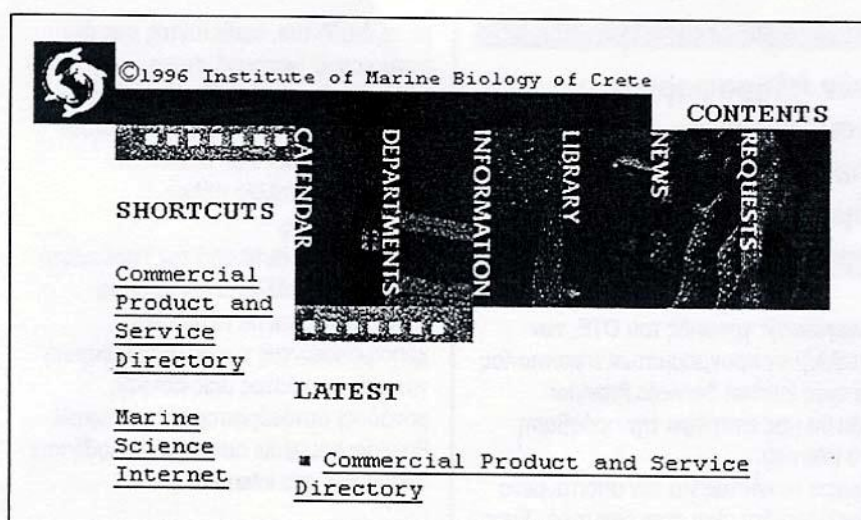 ©1996 Institute of Marine Biology of Crete
CONTENTS
CALENDAR
DEPARTMENTS
INFORMATION
LIBRARY
NEWS
REQUESTS
SHORTCUTS
Commercial
Product and
Service
Directory
Marine
Science
Internet
LATEST
Commercial Product and Service
Directory